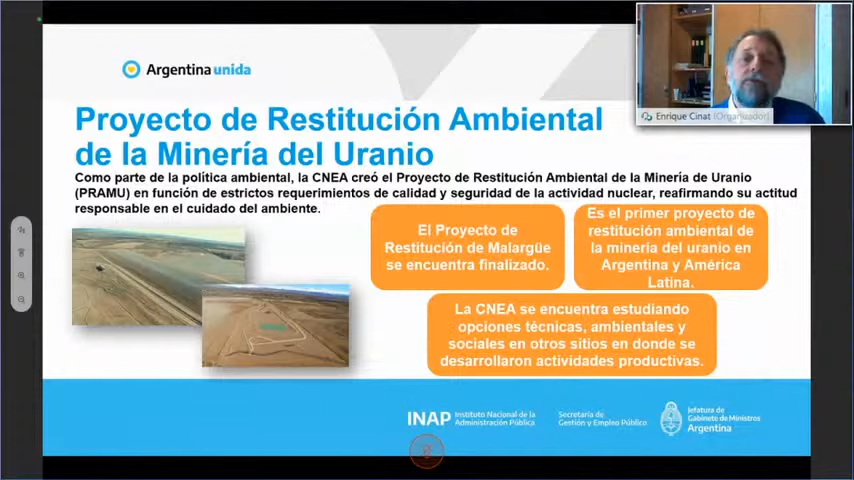 Argentina unida
Enrique Cinat (Organizador)
Proyecto de Restitución Ambiental
de la Minería del Uranio
Como parte de la política ambiental, la CNEA creó el Proyecto de Restitución Ambiental de la Minería de Uranio
(PRAMU) en función de estrictos requerimientos de calidad y seguridad de la actividad nuclear, reafirmando su actitud
responsable en el cuidado del ambiente.
El Proyecto de
Restitución de Malargüe
se encuentra finalizado.
Es el primer proyecto de
restitución ambiental de
la minería del uranio en
Argentina y América
Latina.
La CNEA se encuentra estudiando
opciones técnicas, ambientales y
sociales en otros sitios en donde se
desarrollaron actividades productivas.
INAP
Instituto Nacional de la
Administración Pública
Secretaría de
Gestión y Empleo Público
Jefatura de
Gabinete de Ministros
Argentina